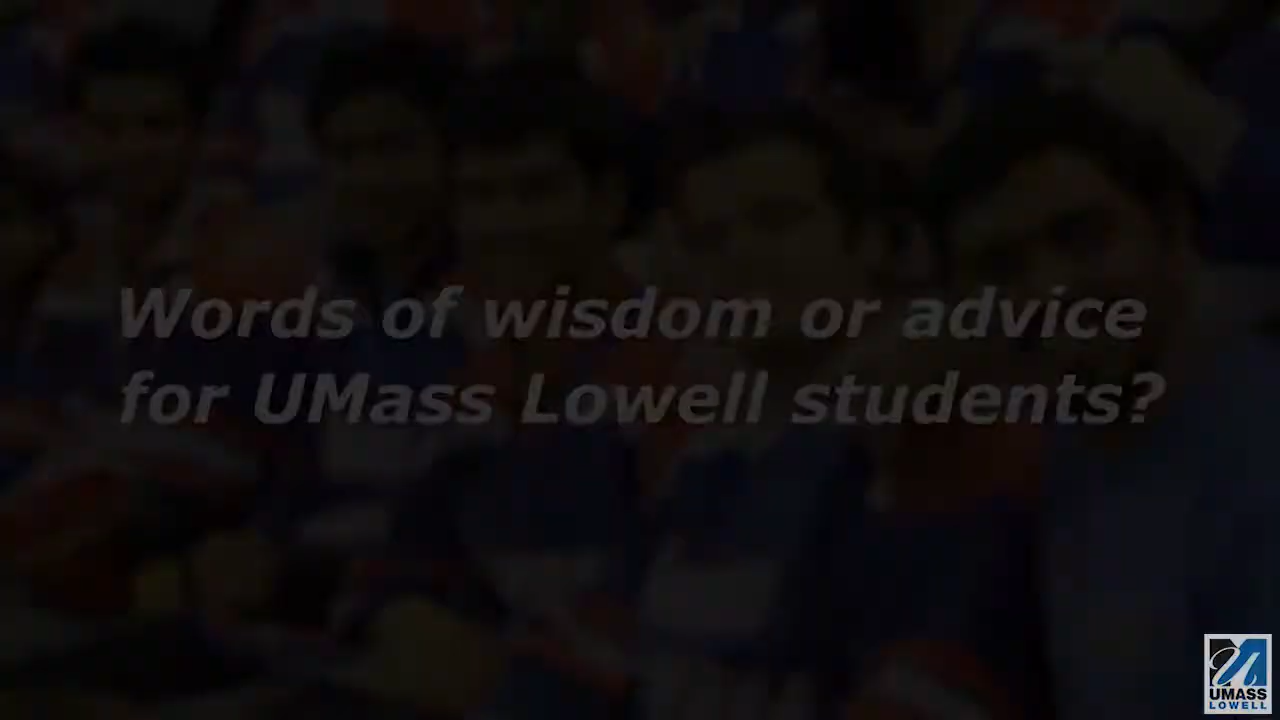 Words of wisdom or advice
for UMass Lowell students?
UMASS
LOWELL